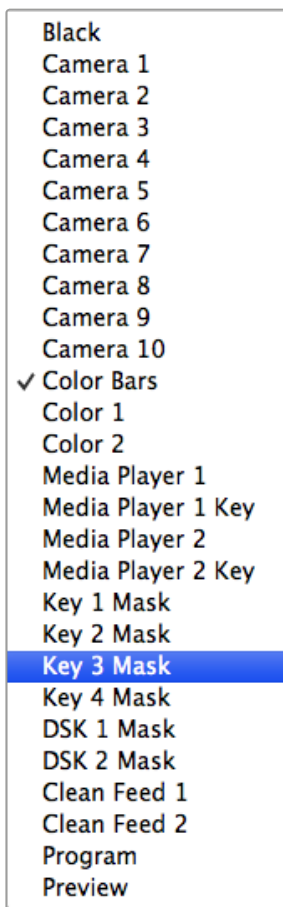 Black
Camera 1
Camera 2
Camera 3
Camera 4
Camera 5
Camera 6
Camera 7
Camera 8
Camera 9
Camera 10
✓ Color Bars
Color 1
Color 2
Media Player 1
Media Player 1 Key
Media Player 2
Media Player 2 Key
Key 1 Mask
Key 2 Mask
Key 3 Mask
Key 4 Mask
DSK 1 Mask
DSK 2 Mask
Clean Feed 1
Clean Feed 2
Program
Preview